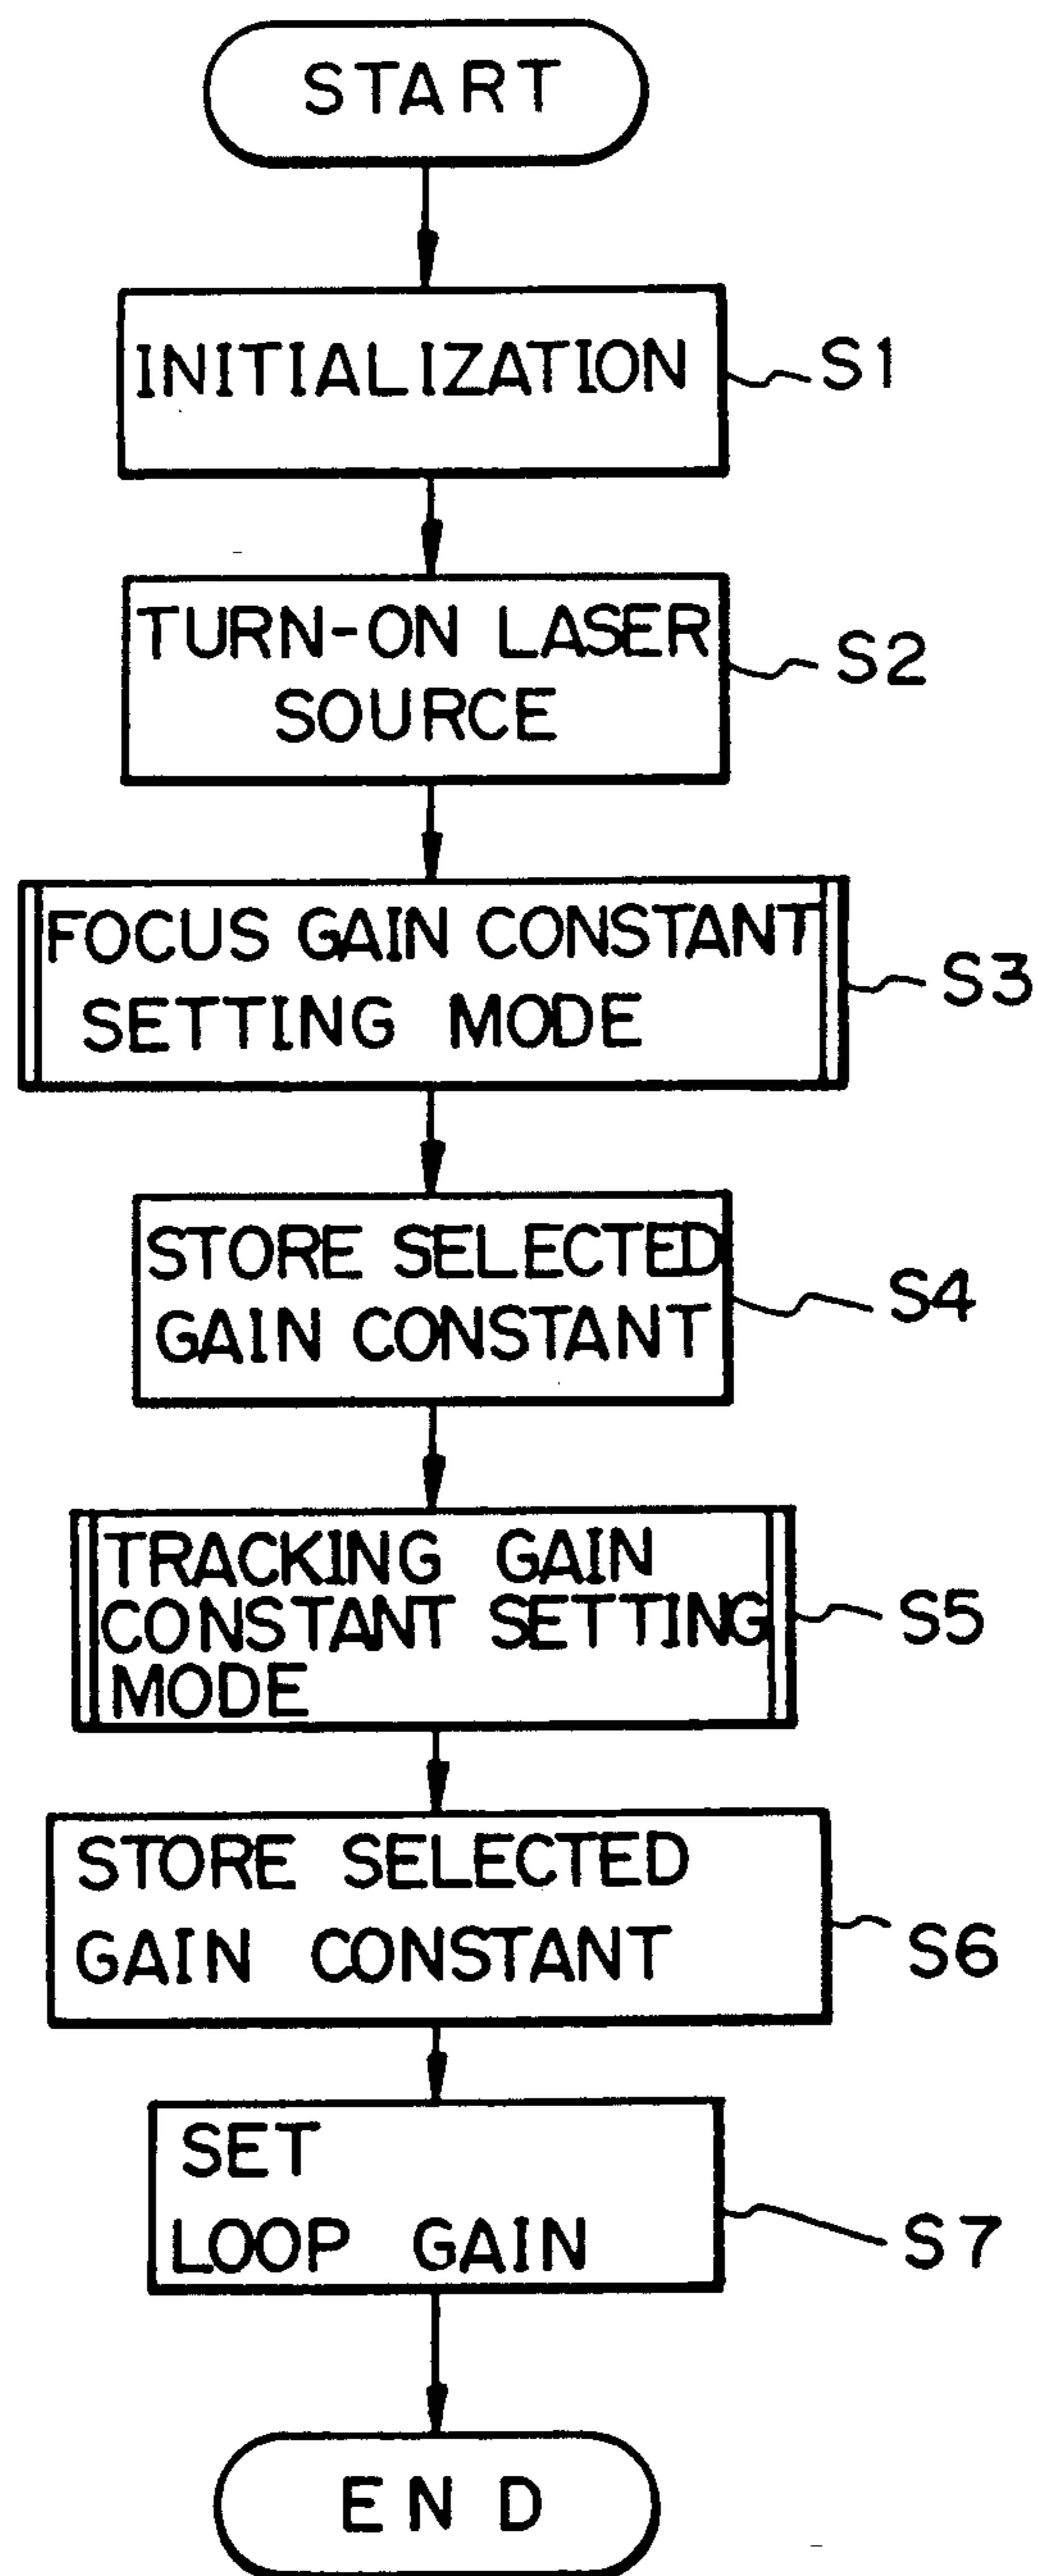 START
INITIALIZATION
S1
TURN-ON LASER
SOURCE
S2
FOCUS GAIN CONSTANT
SETTING MODE
S3
STORE SELECTED
GAIN CONSTANT
S4
TRACKING GAIN
CONSTANT SETTING
MODE
S5
STORE SELECTED
GAIN CONSTANT
S6
SET
LOOP GAIN
S7
END